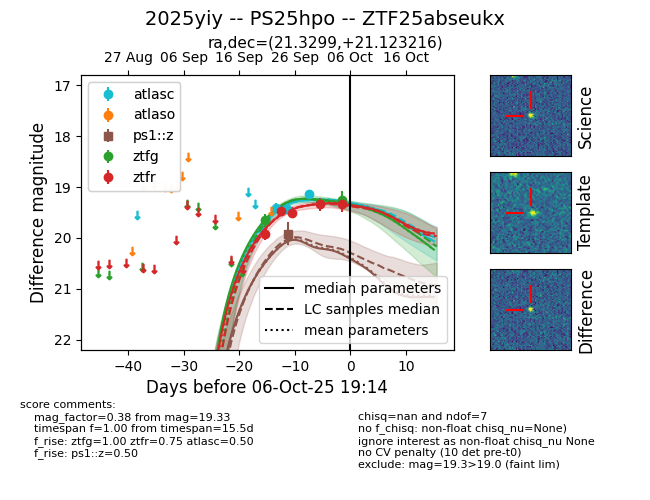 2025yiy -- PS25hpo -- ZTF25abseukx
ra,dec=(21.3299,+21.123216)
27 Aug 06 Sep 16 Sep 26 Sep 06 Oct 16 Oct
17
18
19
20
21
22
Difference magnitude
atlasc
atlaso
ps1::z
ztfg
ztfr
median parameters
LC samples median
mean parameters
−40 −30 −20 −10 0 10
Days before 06-Oct-25 19:14
Science
Template
Difference
score comments:
mag_factor=0.38 from mag=19.33
timespan f=1.00 from timespan=15.5d
f_rise: ztfg=1.00 ztfr=0.75 atlasc=0.50
f_rise: ps1::z=0.50
chisq=nan and ndof=7
no f_chisq: non-float chisq_nu=None)
ignore interest as non-float chisq_nu None
no CV penalty (10 det pre-t0)
exclude: mag=19.3>19.0 (faint lim)